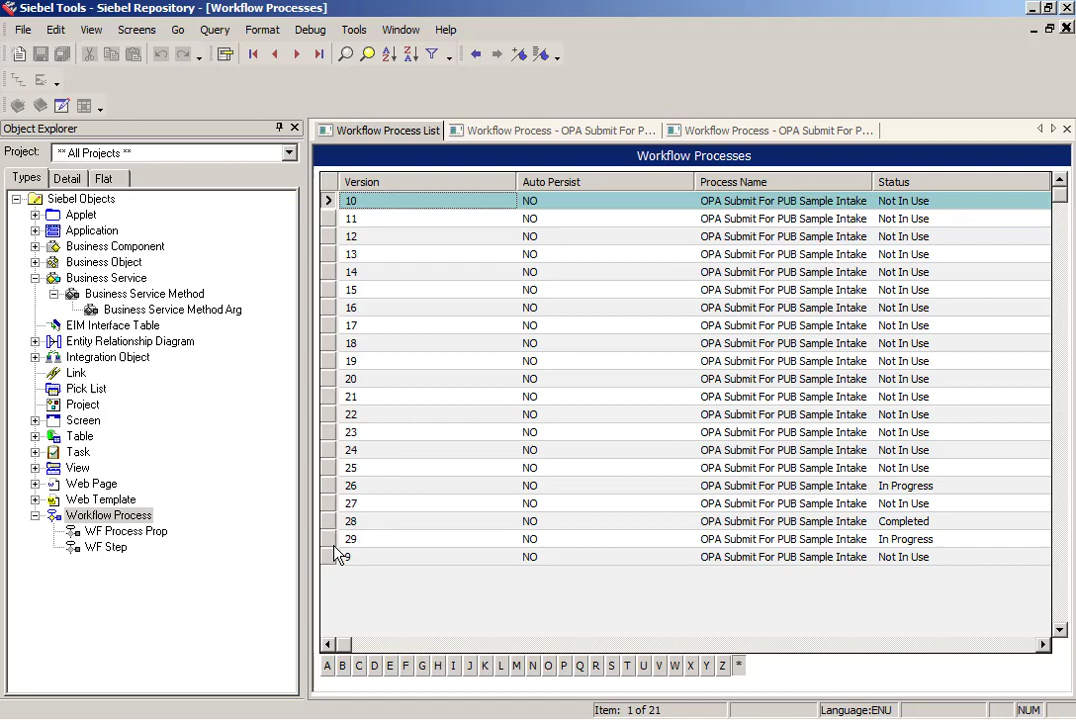 Siebel Tools - Siebel Repository - [Workflow Processes]
File Edit View Screens Go Query Format Debug Tools Window Help
Object Explorer
Project: ** All Projects **
Types Detail Flat
Siebel Objects
Applet
Application
Business Component
Business Object
Business Service
Business Service Method
Business Service Method Arg
EIM Interface Table
Entity Relationship Diagram
Integration Object
Link
Pick List
Project
Screen
Table
Task
View
Web Page
Web Template
Workflow Process
WF Process Prop
WF Step
Workflow Process List Workflow Process - OPA Submit For P... Workflow Process - OPA Submit For P...
Workflow Processes
Version Auto Persist Process Name Status
10 NO OPA Submit For PUB Sample Intake Not In Use
11 NO OPA Submit For PUB Sample Intake Not In Use
12 NO OPA Submit For PUB Sample Intake Not In Use
13 NO OPA Submit For PUB Sample Intake Not In Use
14 NO OPA Submit For PUB Sample Intake Not In Use
15 NO OPA Submit For PUB Sample Intake Not In Use
16 NO OPA Submit For PUB Sample Intake Not In Use
17 NO OPA Submit For PUB Sample Intake Not In Use
18 NO OPA Submit For PUB Sample Intake Not In Use
19 NO OPA Submit For PUB Sample Intake Not In Use
20 NO OPA Submit For PUB Sample Intake Not In Use
21 NO OPA Submit For PUB Sample Intake Not In Use
22 NO OPA Submit For PUB Sample Intake Not In Use
23 NO OPA Submit For PUB Sample Intake Not In Use
24 NO OPA Submit For PUB Sample Intake Not In Use
25 NO OPA Submit For PUB Sample Intake Not In Use
26 NO OPA Submit For PUB Sample Intake In Progress
27 NO OPA Submit For PUB Sample Intake Not In Use
28 NO OPA Submit For PUB Sample Intake Completed
29 NO OPA Submit For PUB Sample Intake In Progress
9 NO OPA Submit For PUB Sample Intake Not In Use
A B C D E F G H I J K L M N O P Q R S T U V W X Y Z *
Item: 1 of 21 Language:ENU NUM